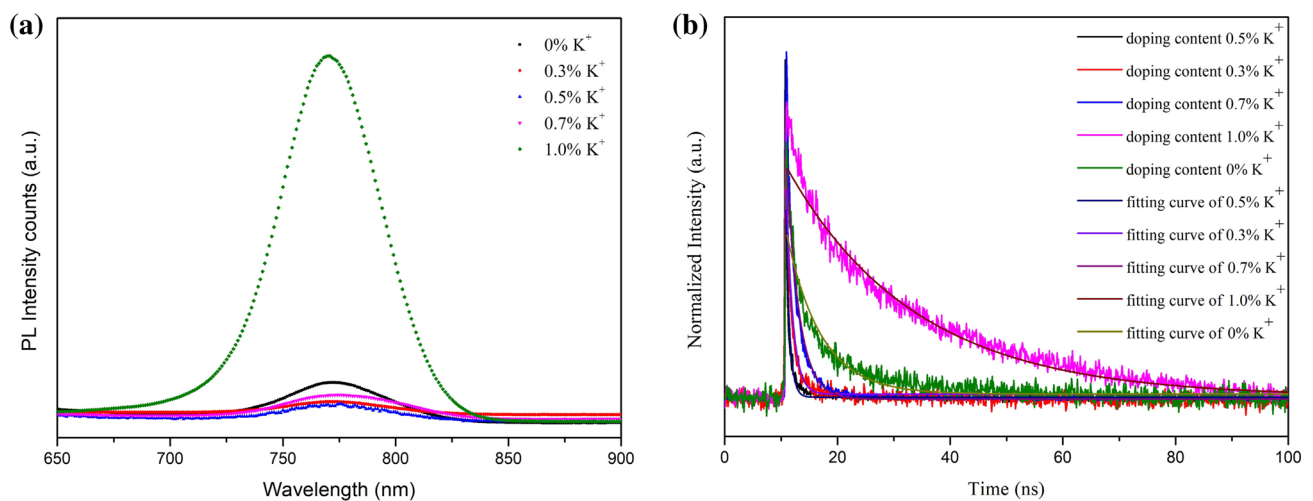 (a)
PL Intensity counts (a.u.)
0% K+
0.3% K+
0.5% K+
0.7% K+
1.0% K+
650 700 750 800 850 900
Wavelength (nm)
(b)
Normalized Intensity (a.u.)
doping content 0.5% K+
doping content 0.3% K+
doping content 0.7% K+
doping content 1.0% K+
doping content 0% K+
fitting curve of 0.5% K+
fitting curve of 0.3% K+
fitting curve of 0.7% K+
fitting curve of 1.0% K+
fitting curve of 0% K+
0 20 40 60 80 100
Time (ns)